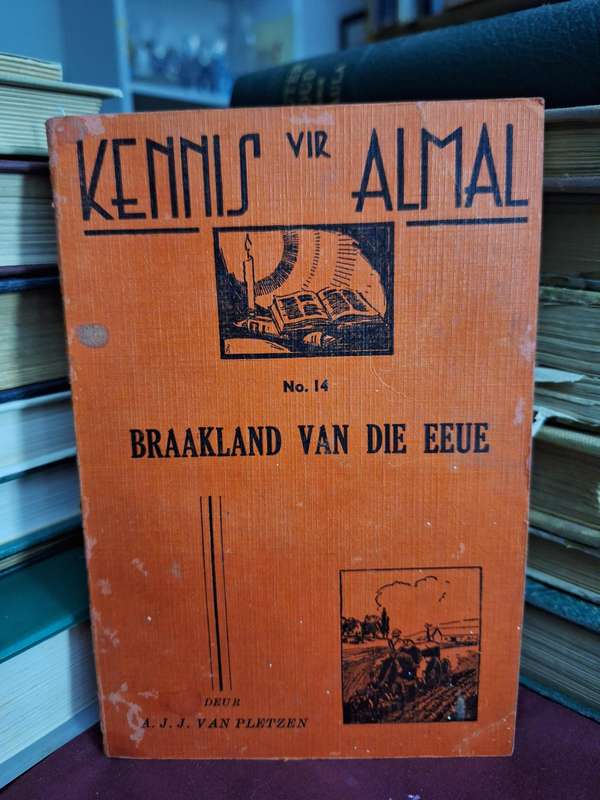 KENNIS VIR ALMAL
No. 14
BRAAKLAND VAN DIE EEUE
DEUR
A. J. J. VAN PLETZEN